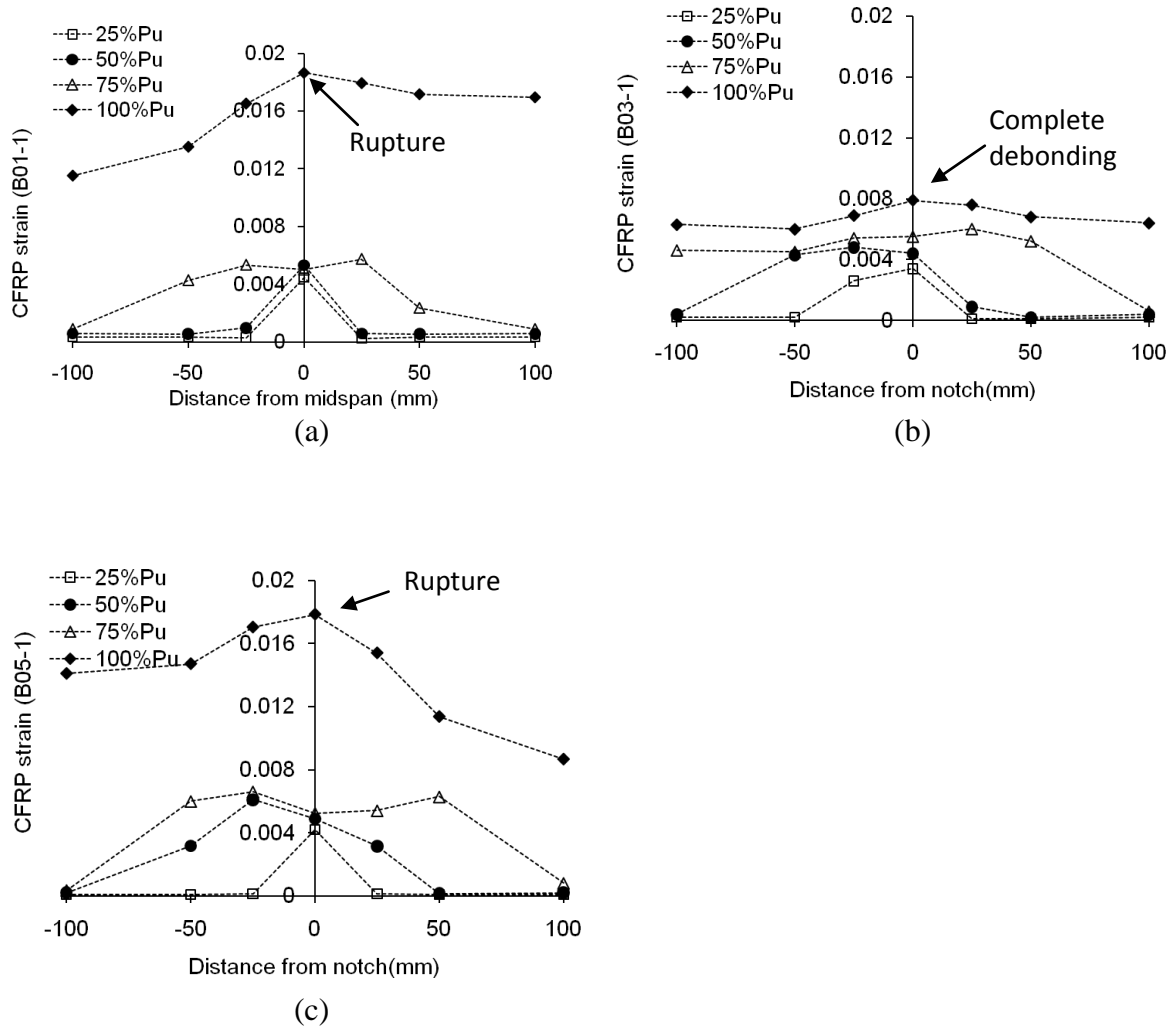 25%Pu
50%Pu
75%Pu
100%Pu
CFRP strain (B01-1)
0.02
0.016
0.012
0.008
0.004
0
Rupture
-100 -50 0 50 100
Distance from midspan (mm)
(a)
25%Pu
50%Pu
75%Pu
100%Pu
CFRP strain (B03-1)
0.02
0.016
0.012
0.008
0.004
0
Complete
debonding
-100 -50 0 50 100
Distance from notch(mm)
(b)
25%Pu
50%Pu
75%Pu
100%Pu
CFRP strain (B05-1)
0.02
0.016
0.012
0.008
0.004
0
Rupture
-100 -50 0 50 100
Distance from notch(mm)
(c)